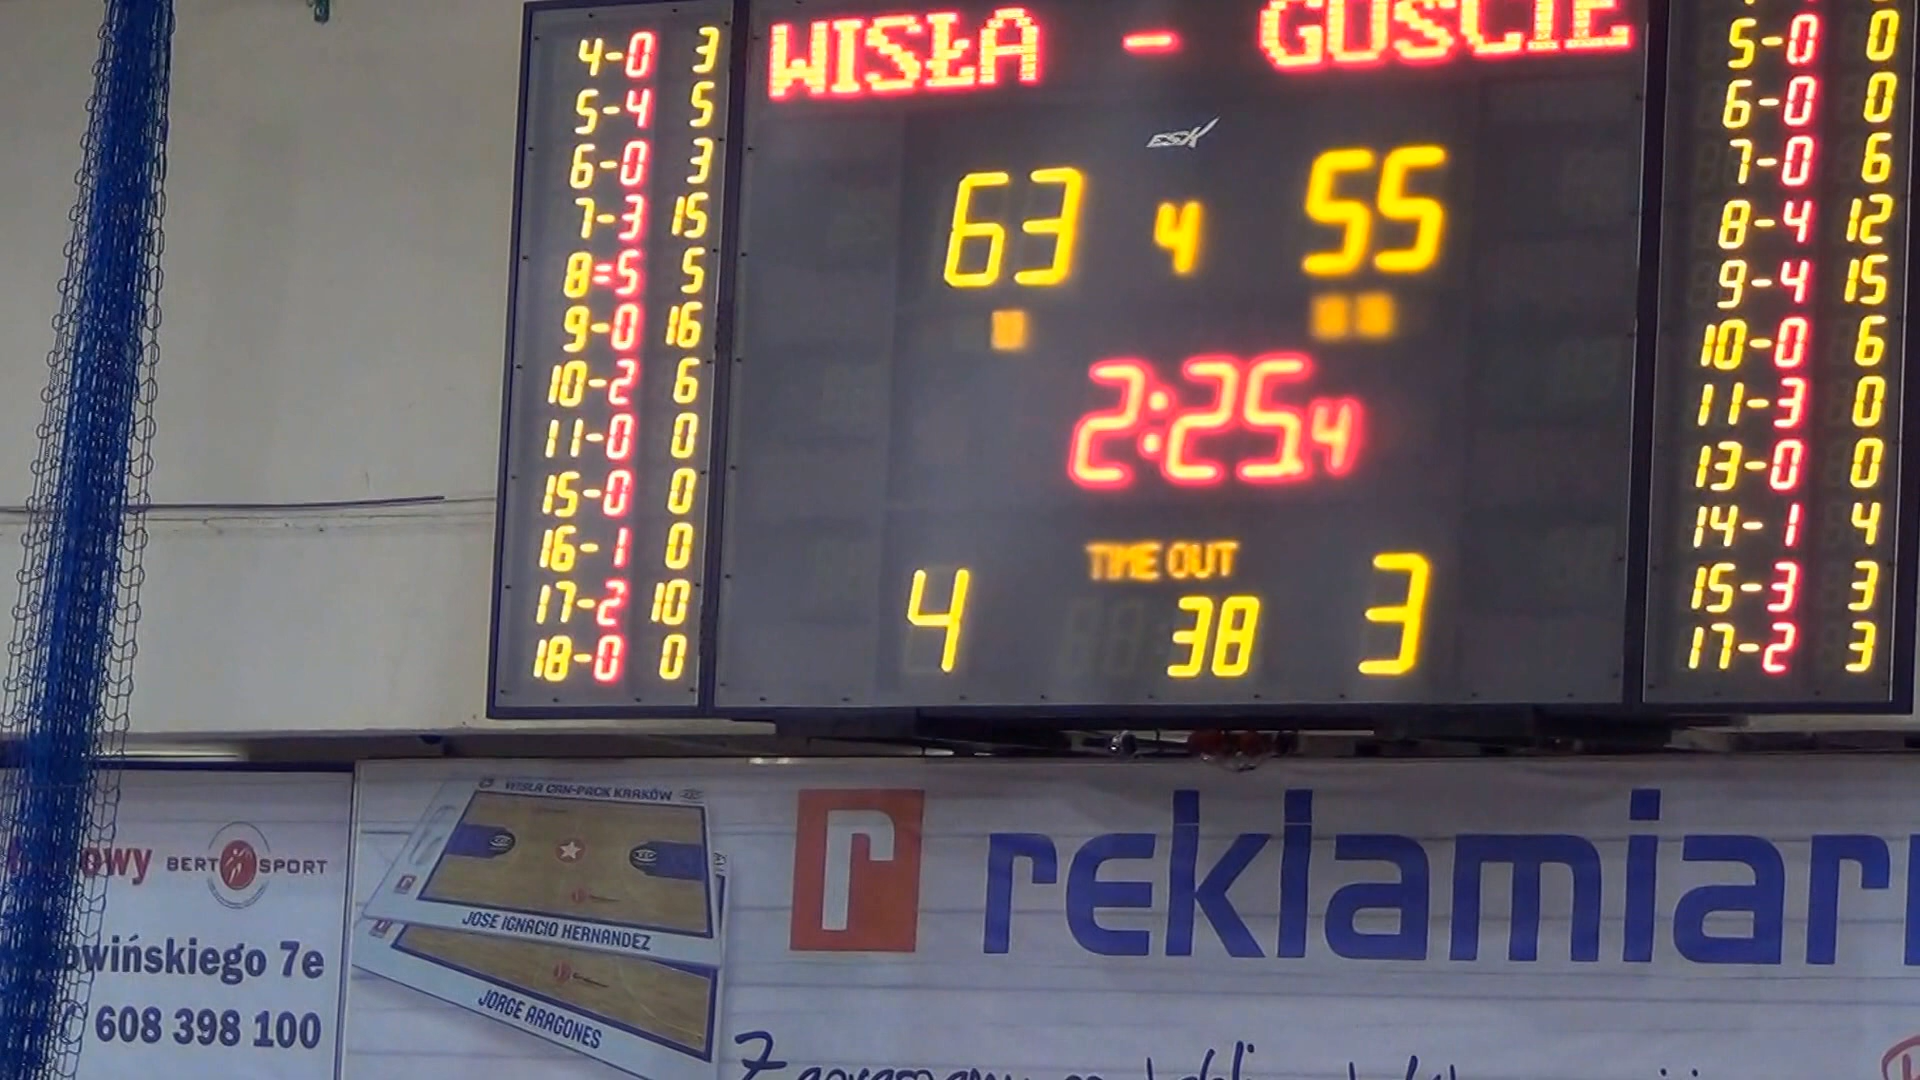 WISŁA - GOŚCIE
ESK
63 4 55
2:25.4
TIME OUT
4 38 3
4-0 3
5-4 5
6-0 3
7-3 15
8=5 5
9-0 16
10-2 6
11-0 0
15-0 0
16-1 0
17-2 10
18-0 0
5-0 0
6-0 0
7-0 6
8-4 12
9-4 15
10-0 6
11-3 0
13-0 0
14-1 4
15-3 3
17-2 3
BERT SPORT
608 398 100
7e
WISŁA CAN-PACK KRAKÓW
JOSE IGNACIO HERNANDEZ
JORGE ARAGONES
r reklamiar